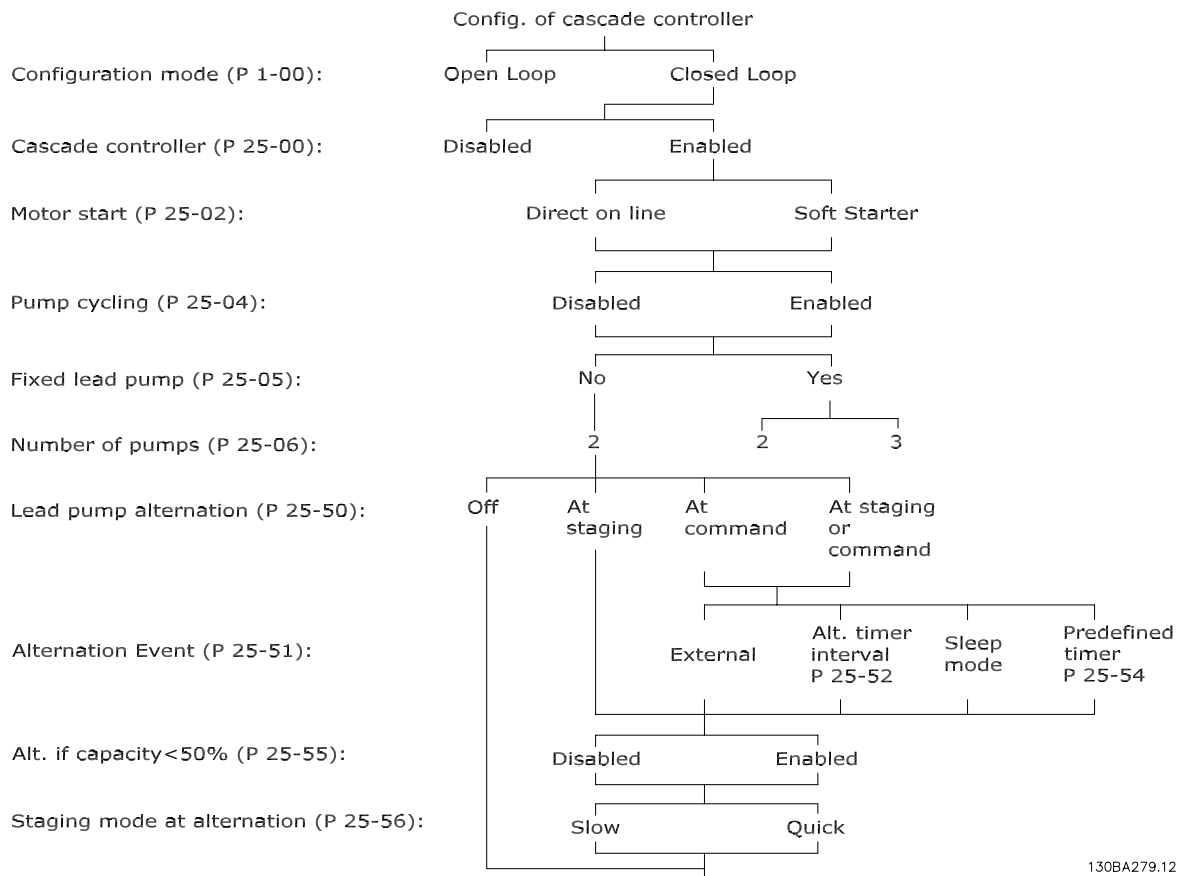 Config. of cascade controller
Configuration mode (P 1-00): Open Loop Closed Loop
Cascade controller (P 25-00): Disabled Enabled
Motor start (P 25-02): Direct on line Soft Starter
Pump cycling (P 25-04): Disabled Enabled
Fixed lead pump (P 25-05): No Yes
Number of pumps (P 25-06): 2 2 3
Lead pump alternation (P 25-50): Off
At
staging
At
command
At staging
or
command
Alternation Event (P 25-51): External
Alt. timer
interval
P 25-52
Sleep
mode
Predefined
timer
P 25-54
Alt. if capacity<50% (P 25-55): Disabled Enabled
Staging mode at alternation (P 25-56): Slow Quick
130BA279.12